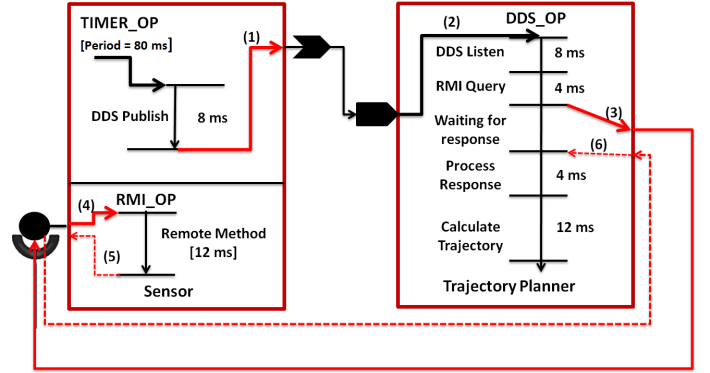 TIMER_OP
[Period = 80 ms]
(1)
DDS Publish
8 ms
RMI_OP
(4)
Remote Method
[12 ms]
(5)
Sensor
DDS_OP
(2)
DDS Listen
8 ms
RMI Query
4 ms
(3)
Waiting for
response
(6)
Process
Response
4 ms
Calculate
Trajectory
12 ms
Trajectory Planner